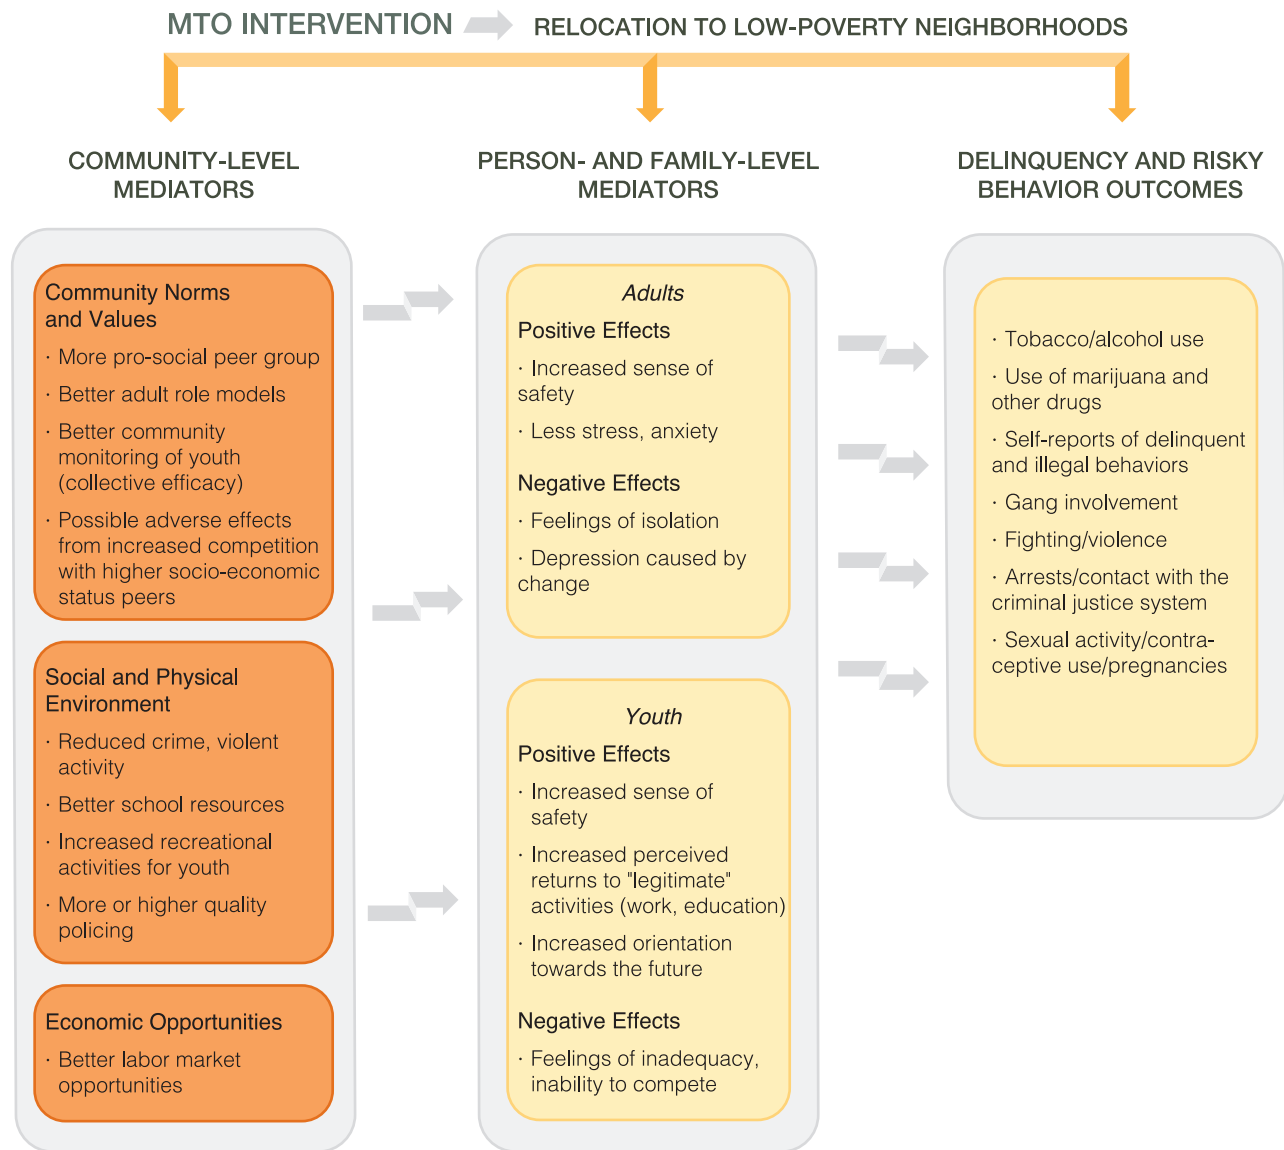 MTO INTERVENTION
RELOCATION TO LOW-POVERTY NEIGHBORHOODS
COMMUNITY-LEVEL
MEDIATORS
Community Norms
and Values
· More pro-social peer group
· Better adult role models
· Better community
monitoring of youth
(collective efficacy)
· Possible adverse effects
from increased competition
with higher socio-economic
status peers
Social and Physical
Environment
· Reduced crime, violent
activity
· Better school resources
· Increased recreational
activities for youth
· More or higher quality
policing
Economic Opportunities
· Better labor market
opportunities
PERSON- AND FAMILY-LEVEL
MEDIATORS
Adults
Positive Effects
· Increased sense of
safety
· Less stress, anxiety
Negative Effects
· Feelings of isolation
· Depression caused by
change
Youth
Positive Effects
· Increased sense of
safety
· Increased perceived
returns to "legitimate"
activities (work, education)
· Increased orientation
towards the future
Negative Effects
· Feelings of inadequacy,
inability to compete
DELINQUENCY AND RISKY
BEHAVIOR OUTCOMES
· Tobacco/alcohol use
· Use of marijuana and
other drugs
· Self-reports of delinquent
and illegal behaviors
· Gang involvement
· Fighting/violence
· Arrests/contact with the
criminal justice system
· Sexual activity/contra-
ceptive use/pregnancies